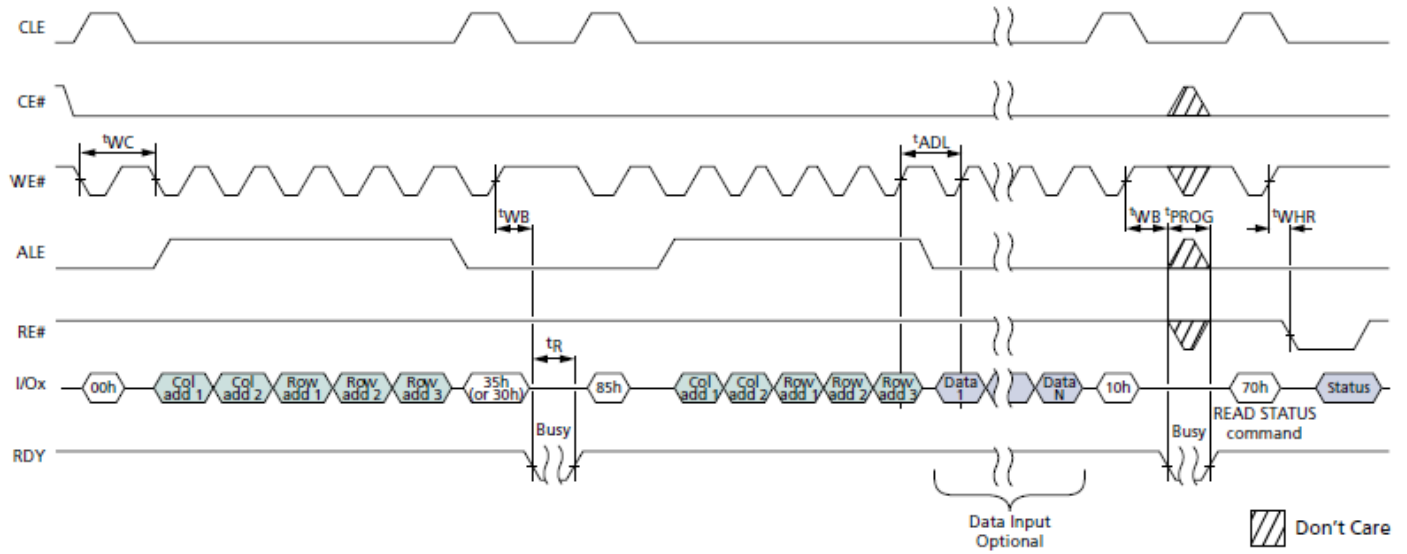 CLE
CE#
tWC
tADL
WE#
tWB
tWB tPROG tWHR
ALE
RE#
tR
I/Ox
00h
Col add 1
Col add 2
Row add 1
Row add 2
Row add 3
35h (or 30h)
85h
Col add 1
Col add 2
Row add 1
Row add 2
Row add 3
Data 1
Data N
10h
70h
Status
READ STATUS
command
Busy
Busy
RDY
Data Input
Optional
Don't Care